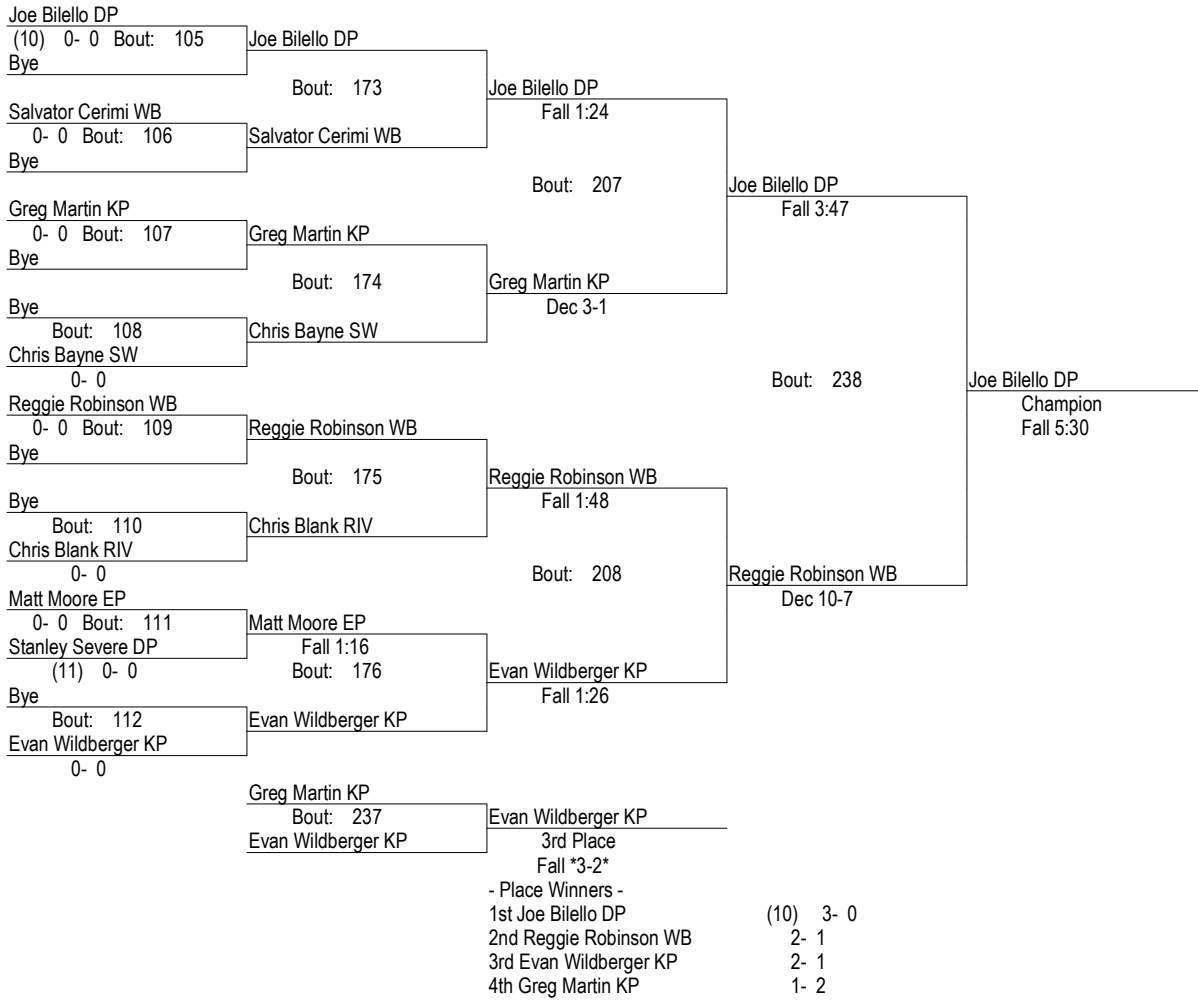 Joe Bilello DP
(10) 0- 0 Bout: 105
Bye
Salvator Cerimi WB
0- 0 Bout: 106
Bye
Greg Martin KP
0- 0 Bout: 107
Bye
Bye
Bout: 108
Chris Bayne SW
0- 0
Reggie Robinson WB
0- 0 Bout: 109
Bye
Bye
Bout: 110
Chris Blank RIV
0- 0
Matt Moore EP
0- 0 Bout: 111
Stanley Severe DP
(11) 0- 0
Bye
Bout: 112
Evan Wildberger KP
0- 0
Joe Bilello DP
Bout: 173
Salvator Cerimi WB
Greg Martin KP
Bout: 174
Chris Bayne SW
Reggie Robinson WB
Bout: 175
Chris Blank RIV
Matt Moore EP
Fall 1:16
Bout: 176
Evan Wildberger KP
Joe Bilello DP
Fall 1:24
Bout: 207
Greg Martin KP
Dec 3-1
Reggie Robinson WB
Fall 1:48
Bout: 208
Evan Wildberger KP
Fall 1:26
Joe Bilello DP
Fall 3:47
Bout: 238
Reggie Robinson WB
Dec 10-7
Joe Bilello DP
Champion
Fall 5:30
Greg Martin KP
Bout: 237
Evan Wildberger KP
Evan Wildberger KP
3rd Place
Fall *3-2*
- Place Winners -
1st Joe Bilello DP (10) 3- 0
2nd Reggie Robinson WB 2- 1
3rd Evan Wildberger KP 2- 1
4th Greg Martin KP 1- 2